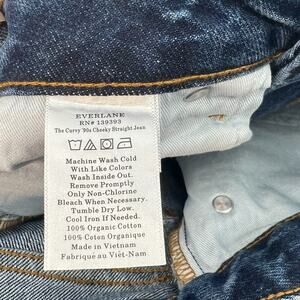 EVERLANE
RN# 139393
The Curvy '90s Cheeky Straight Jean
Machine Wash Cold
With Like Colors
Wash Inside Out.
Remove Promptly
Only Non-Chlorine
Bleach When Necessary.
Tumble Dry Low.
Cool Iron If Needed.
100% Organic Cotton
100% Coton Organique
Made in Vietnam
Fabriqué au Viêt-Nam